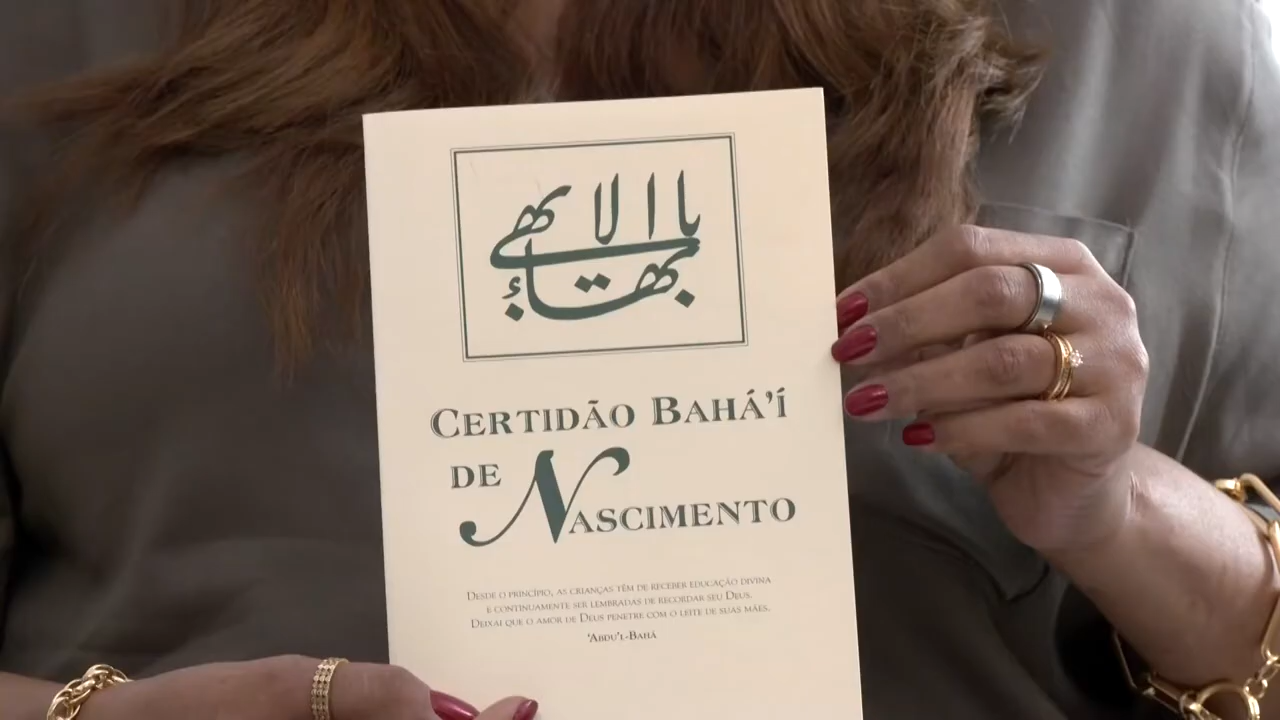 يا بهاء الابهى
CERTIDÃO BAHÁ'Í
DE NASCIMENTO
DESDE O PRINCÍPIO, AS CRIANÇAS TÊM DE RECEBER EDUCAÇÃO DIVINA
E CONTINUAMENTE SER LEMBRADAS DE RECORDAR SEU DEUS.
DEIXAI QUE O AMOR DE DEUS PENETRE COM O LEITE DE SUAS MÃES.
'ABDU'L-BAHÁ